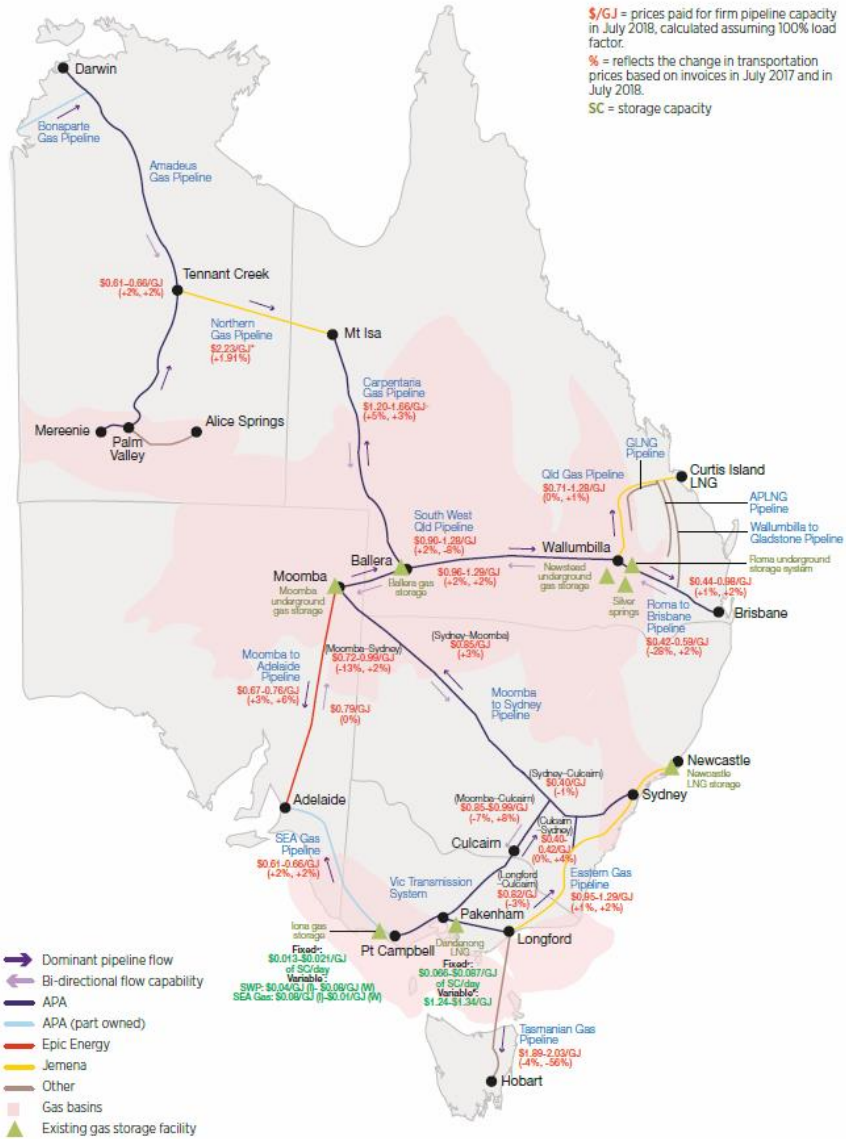 $/GJ = prices paid for firm pipeline capacity
in July 2018, calculated assuming 100% load
factor.
% = reflects the change in transportation
prices based on invoices in July 2017 and in
July 2018.
SC = storage capacity
Darwin
Bonaparte
Gas Pipeline
Amadeus
Gas Pipeline
Tennant Creek
$0.61-0.66/GJ
(+2%, +2%)
Northern
Gas Pipeline
$2.23/GJ*
(+1.91%)
Mt Isa
Carpentaria
Gas Pipeline
$1.20-1.66/GJ
(+5%, +3%)
Mereenie
Palm
Valley
Alice Springs
GLNG
Pipeline
Qld Gas Pipeline
$0.71-1.28/GJ
(0%, +1%)
Curtis Island
LNG
APLNG
Pipeline
Wallumbilla to
Gladstone Pipeline
South West
Qld Pipeline
$0.90-1.28/GJ
(+2%, -8%)
Wallumbilla
Ballera
$0.96-1.29/GJ
(+2%, +2%)
Ballera gas
storage
Newstead
underground
gas storage
Silver
springs
Roma underground
storage system
$0.44-0.98/GJ
(+1%, +2%)
Brisbane
Roma to
Brisbane
Pipeline
$0.42-0.59/GJ
(-28%, +2%)
Moomba
Moomba
underground
gas storage
(Sydney-Moomba)
$0.85/GJ
(+3%)
(Moomba-Sydney)
$0.72-0.99/GJ
(-13%, +2%)
Moomba to
Adelaide
Pipeline
$0.67-0.76/GJ
(+3%, +6%)
$0.79/GJ
(0%)
Moomba
to Sydney
Pipeline
Newcastle
Newcastle
LNG storage
Sydney
(Sydney-Culcairn)
$0.40/GJ
(-1%)
(Moomba-Culcairn)
$0.85-$0.99/GJ
(-7%, +8%)
(Culcairn
-Sydney)
$0.40-
0.42/GJ
(0%, +4%)
Adelaide
SEA Gas
Pipeline
$0.61-0.66/GJ
(+2%, +2%)
Culcairn
(Longford
-Culcairn)
$0.82/GJ
(-3%)
Eastern Gas
Pipeline
$0.95-1.29/GJ
(+1%, +2%)
Vic Transmission
System
Pakenham
Iona gas
storage
Pt Campbell
Dandenong
LNG
Longford
Fixed^:
$0.013-$0.021/GJ
of SC/day
Variable^:
SWP: $0.04/GJ (I)- $0.08/GJ (W)
SEA Gas: $0.08/GJ (I)-$0.01/GJ (W)
Fixed^:
$0.066-$0.087/GJ
of SC/day
Variable#:
$1.24-$1.34/GJ
Tasmanian Gas
Pipeline
$1.89-2.03/GJ
(-4%, -56%)
Hobart
Dominant pipeline flow
Bi-directional flow capability
APA
APA (part owned)
Epic Energy
Jemena
Other
Gas basins
Existing gas storage facility